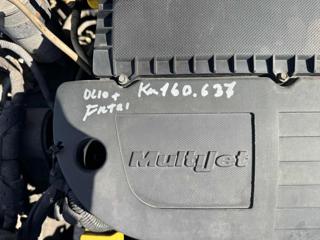 OLIO + Km 160.637
FILTRI
MultiJet